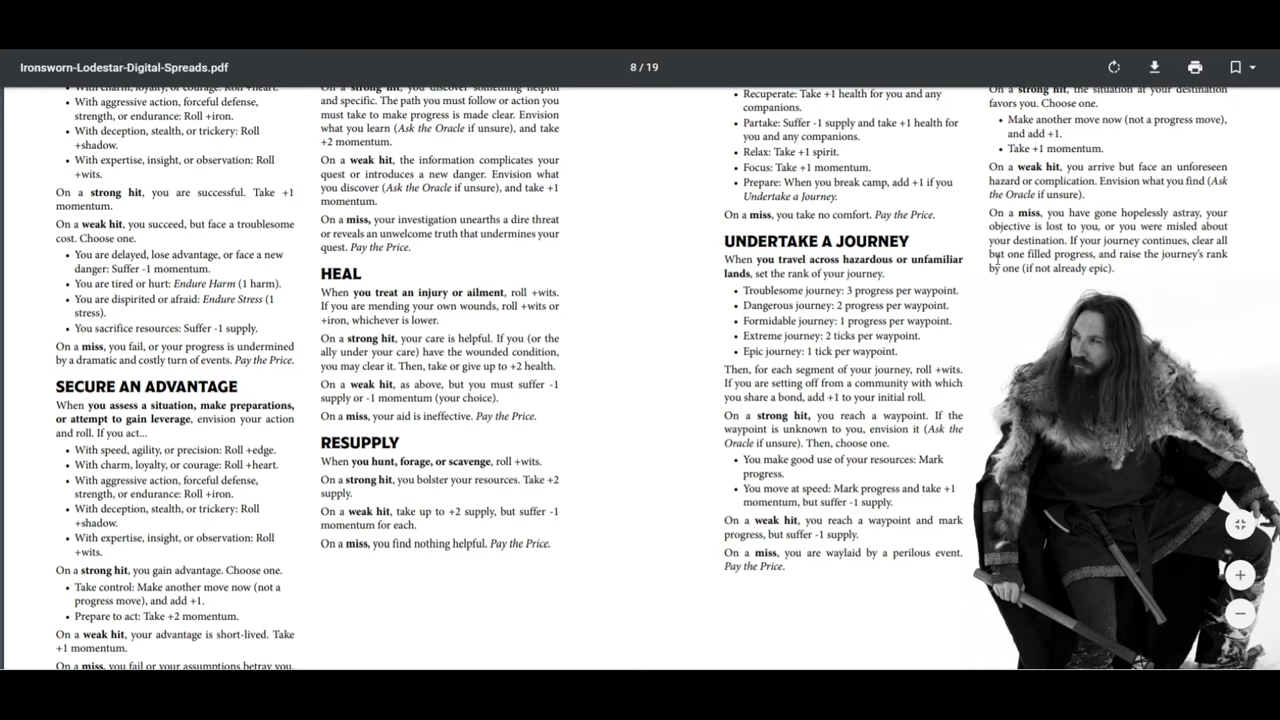 Ironsworn-Lodestar-Digital-Spreads.pdf
8 / 19
With charm, loyalty, or courage: Roll +heart.
With aggressive action, forceful defense,
strength, or endurance: Roll +iron.
With deception, stealth, or trickery: Roll
+shadow.
With expertise, insight, or observation: Roll
+wits.
On a strong hit, you are successful. Take +1
momentum.
On a weak hit, you succeed, but face a troublesome
cost. Choose one.
You are delayed, lose advantage, or face a new
danger: Suffer -1 momentum.
You are tired or hurt: Endure Harm (1 harm).
You are dispirited or afraid: Endure Stress (1
stress).
You sacrifice resources: Suffer -1 supply.
On a miss, you fail, or your progress is undermined
by a dramatic and costly turn of events. Pay the Price.
SECURE AN ADVANTAGE
When you assess a situation, make preparations,
or attempt to gain leverage, envision your action
and roll. If you act...
With speed, agility, or precision: Roll +edge.
With charm, loyalty, or courage: Roll +heart.
With aggressive action, forceful defense,
strength, or endurance: Roll +iron.
With deception, stealth, or trickery: Roll
+shadow.
With expertise, insight, or observation: Roll
+wits.
On a strong hit, you gain advantage. Choose one.
Take control: Make another move now (not a
progress move), and add +1.
Prepare to act: Take +2 momentum.
On a weak hit, your advantage is short-lived. Take
+1 momentum.
On a miss, you fail or your assumptions betray you.
On a strong hit, you discover something helpful
and specific. The path you must follow or action you
must take to make progress is made clear. Envision
what you learn (Ask the Oracle if unsure), and take
+2 momentum.
On a weak hit, the information complicates your
quest or introduces a new danger. Envision what
you discover (Ask the Oracle if unsure), and take +1
momentum.
On a miss, your investigation unearths a dire threat
or reveals an unwelcome truth that undermines your
quest. Pay the Price.
HEAL
When you treat an injury or ailment, roll +wits.
If you are mending your own wounds, roll +wits or
+iron, whichever is lower.
On a strong hit, your care is helpful. If you (or the
ally under your care) have the wounded condition,
you may clear it. Then, take or give up to +2 health.
On a weak hit, as above, but you must suffer -1
supply or -1 momentum (your choice).
On a miss, your aid is ineffective. Pay the Price.
RESUPPLY
When you hunt, forage, or scavenge, roll +wits.
On a strong hit, you bolster your resources. Take +2
supply.
On a weak hit, take up to +2 supply, but suffer -1
momentum for each.
On a miss, you find nothing helpful. Pay the Price.
Recuperate: Take +1 health for you and any
companions.
Partake: Suffer -1 supply and take +1 health for
you and any companions.
Relax: Take +1 spirit.
Focus: Take +1 momentum.
Prepare: When you break camp, add +1 if you
Undertake a Journey.
On a miss, you take no comfort. Pay the Price.
UNDERTAKE A JOURNEY
When you travel across hazardous or unfamiliar
lands, set the rank of your journey.
Troublesome journey: 3 progress per waypoint.
Dangerous journey: 2 progress per waypoint.
Formidable journey: 1 progress per waypoint.
Extreme journey: 2 ticks per waypoint.
Epic journey: 1 tick per waypoint.
Then, for each segment of your journey, roll +wits.
If you are setting off from a community with which
you share a bond, add +1 to your initial roll.
On a strong hit, you reach a waypoint. If the
waypoint is unknown to you, envision it (Ask the
Oracle if unsure). Then, choose one.
You make good use of your resources: Mark
progress.
You move at speed: Mark progress and take +1
momentum, but suffer -1 supply.
On a weak hit, you reach a waypoint and mark
progress, but suffer -1 supply.
On a miss, you are waylaid by a perilous event.
Pay the Price.
On a strong hit, the situation at your destination
favors you. Choose one.
Make another move now (not a progress move),
and add +1.
Take +1 momentum.
On a weak hit, you arrive but face an unforeseen
hazard or complication. Envision what you find (Ask
the Oracle if unsure).
On a miss, you have gone hopelessly astray, your
objective is lost to you, or you were misled about
your destination. If your journey continues, clear all
but one filled progress, and raise the journey's rank
by one (if not already epic).